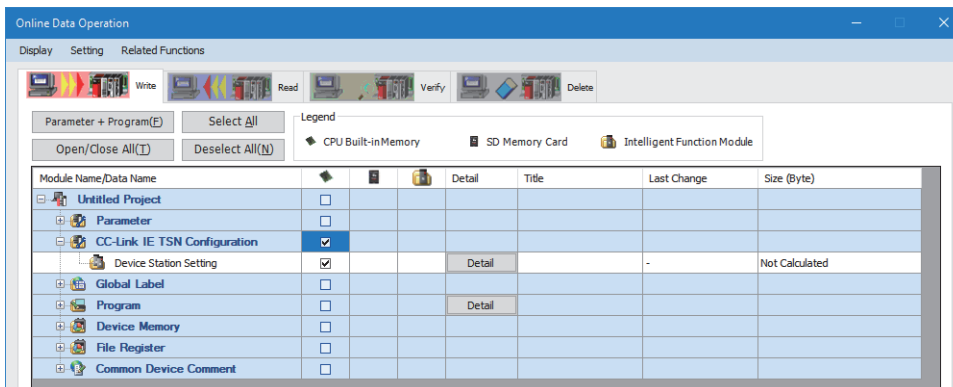 Online Data Operation
Display Setting Related Functions
Write Read Verify Delete
Parameter + Program(F) Select All Legend
Open/Close All(T) Deselect All(N) CPU Built-in Memory SD Memory Card Intelligent Function Module
Module Name/Data Name Detail Title Last Change Size (Byte)
Untitled Project
Parameter
CC-Link IE TSN Configuration
Device Station Setting Detail - Not Calculated
Global Label
Program Detail
Device Memory
File Register
Common Device Comment